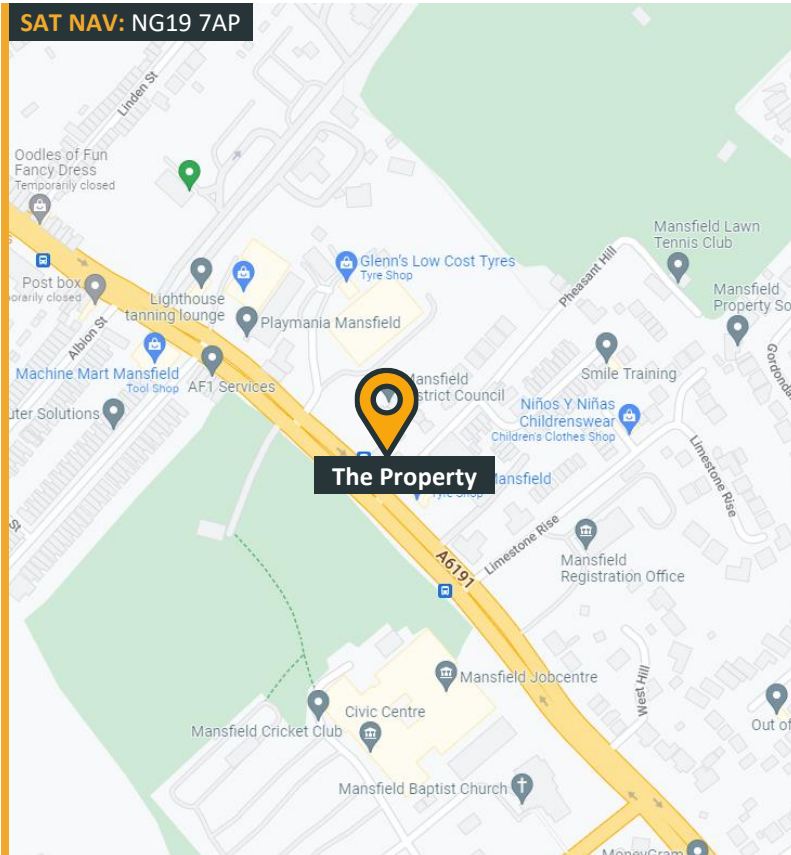 SAT NAV: NG19 7AP
Linden St
Oodles of Fun
Fancy Dress
Temporarily closed
Mansfield Lawn
Tennis Club
Glenn's Low Cost Tyres
Tyre Shop
Pheasant Hill
Post box
porarily closed
Lighthouse
tanning lounge
Mansfield
Property So
Playmania Mansfield
Albion St
Machine Mart Mansfield
Tool Shop
AF1 Services
Smile Training
Gordonda
Mansfield
strict Council
Niños Y Niñas
Childrenswear
Children's Clothes Shop
uter Solutions
The Property
Mansfield
Tyre Shop
Limestone Rise
St
Limestone Rise
A6191
Mansfield
Registration Office
Mansfield Jobcentre
West Hill
Civic Centre
Mansfield Cricket Club
Out of
Mansfield Baptist Church
MoneyGram